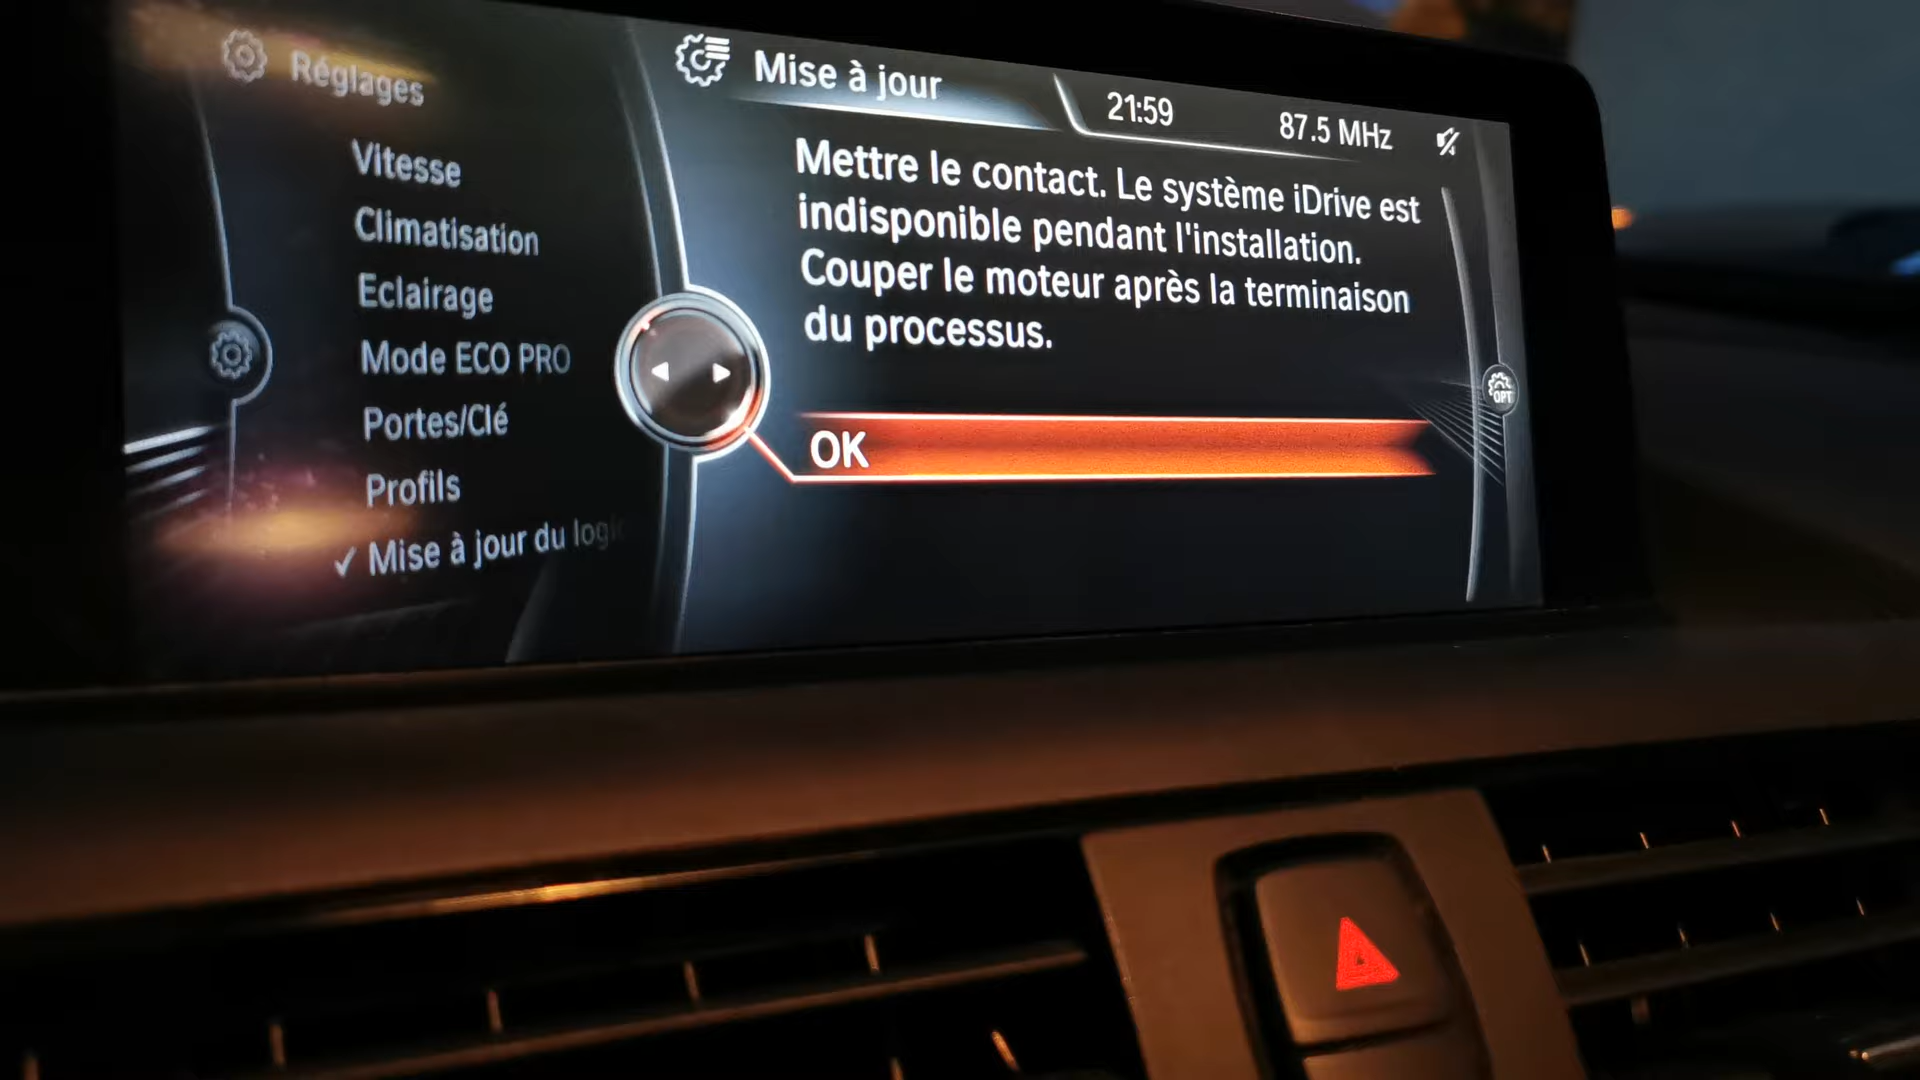 Réglages
Vitesse
Climatisation
Eclairage
Mode ECO PRO
Portes/Clé
Profils
✓ Mise à jour du
Mise à jour
21:59
87.5 MHz
Mettre le contact. Le système iDrive est
indisponible pendant l'installation.
Couper le moteur après la terminaison
du processus.
OK
OPT